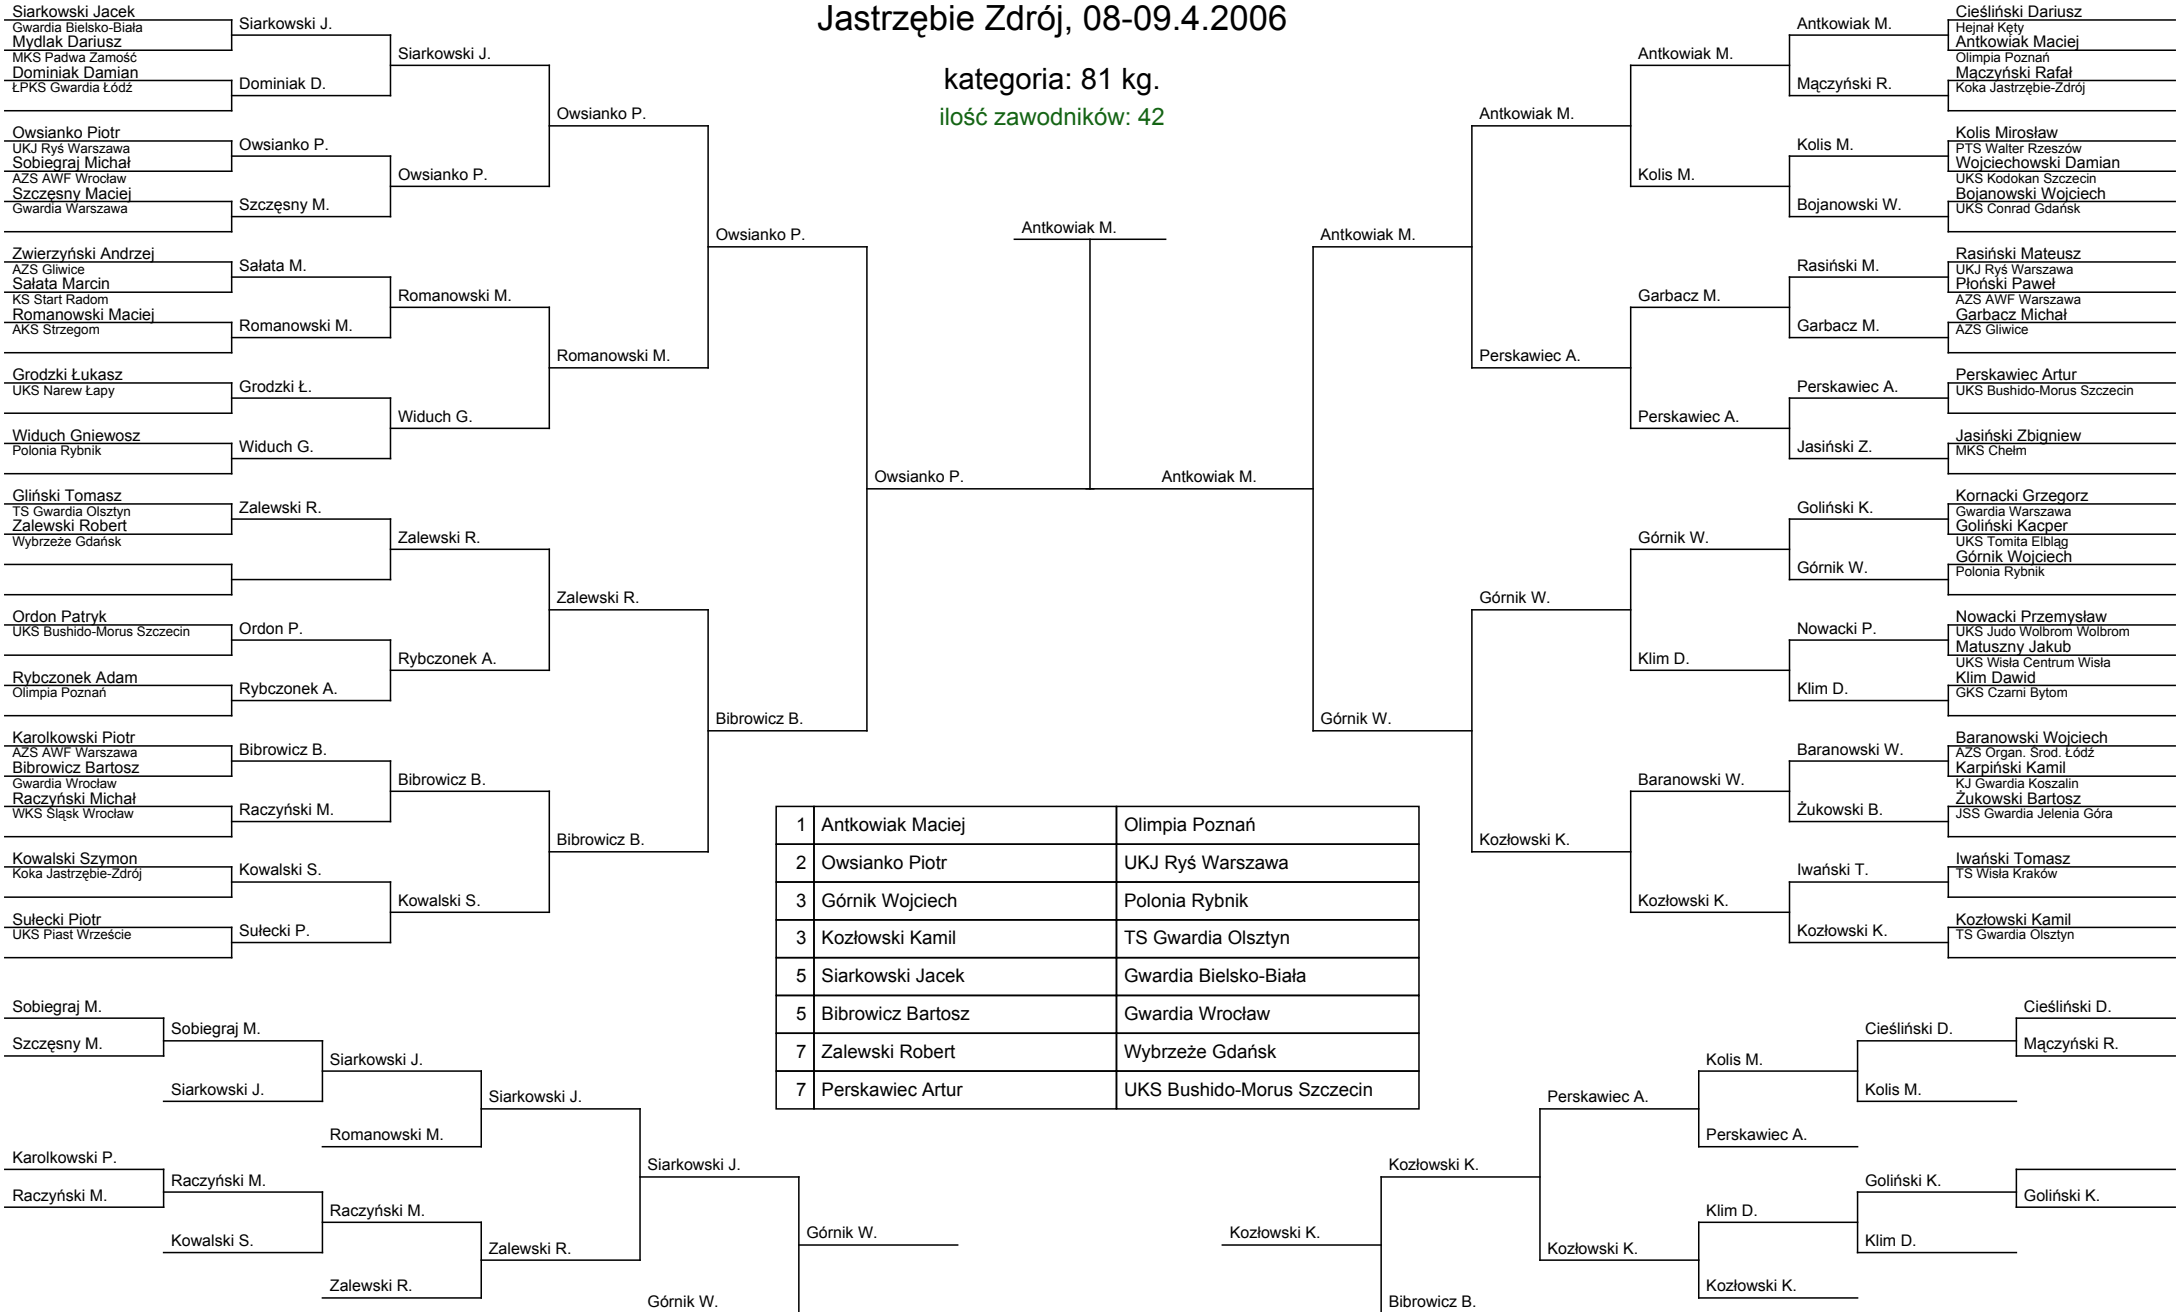 Jastrzębie Zdrój, 08-09.4.2006
kategoria: 81 kg.
ilość zawodników: 42
Siarkowski Jacek
Gwardia Bielsko-Biała
Mydlak Dariusz
MKS Padwa Zamość
Dominiak Damian
ŁPKS Gwardia Łódź
Owsianko Piotr
UKJ Ryś Warszawa
Sobiegraj Michał
AZS AWF Wrocław
Szczęsny Maciej
Gwardia Warszawa
Zwierzyński Andrzej
AZS Gliwice
Sałata Marcin
KS Start Radom
Romanowski Maciej
AKS Strzegom
Grodzki Łukasz
UKS Narew Łapy
Widuch Gniewosz
Polonia Rybnik
Gliński Tomasz
TS Gwardia Olsztyn
Zalewski Robert
Wybrzeże Gdańsk
Ordon Patryk
UKS Bushido-Morus Szczecin
Rybczonek Adam
Olimpia Poznań
Karolkowski Piotr
AZS AWF Warszawa
Bibrowicz Bartosz
Gwardia Wrocław
Raczyński Michał
WKS Śląsk Wrocław
Kowalski Szymon
Koka Jastrzębie-Zdrój
Sułecki Piotr
UKS Piast Wrzeście
Siarkowski J.
Dominiak D.
Owsianko P.
Szczęsny M.
Sałata M.
Romanowski M.
Grodzki Ł.
Widuch G.
Zalewski R.
Ordon P.
Rybczonek A.
Bibrowicz B.
Raczyński M.
Kowalski S.
Sułecki P.
Siarkowski J.
Owsianko P.
Romanowski M.
Widuch G.
Zalewski R.
Rybczonek A.
Bibrowicz B.
Kowalski S.
Owsianko P.
Romanowski M.
Zalewski R.
Bibrowicz B.
Owsianko P.
Bibrowicz B.
Owsianko P.
Antkowiak M.
Antkowiak M.
Antkowiak M.
Górnik W.
Antkowiak M.
Perskawiec A.
Górnik W.
Kozłowski K.
Antkowiak M.
Kolis M.
Garbacz M.
Perskawiec A.
Górnik W.
Klim D.
Baranowski W.
Kozłowski K.
Antkowiak M.
Mączyński R.
Kolis M.
Bojanowski W.
Rasiński M.
Garbacz M.
Perskawiec A.
Jasiński Z.
Goliński K.
Górnik W.
Nowacki P.
Klim D.
Baranowski W.
Żukowski B.
Iwański T.
Kozłowski K.
Cieśliński Dariusz
Hejnał Kęty
Antkowiak Maciej
Olimpia Poznań
Mączyński Rafał
Koka Jastrzębie-Zdrój
Kolis Mirosław
PTS Walter Rzeszów
Wojciechowski Damian
UKS Kodokan Szczecin
Bojanowski Wojciech
UKS Conrad Gdańsk
Rasiński Mateusz
UKJ Ryś Warszawa
Płoński Paweł
AZS AWF Warszawa
Garbacz Michał
AZS Gliwice
Perskawiec Artur
UKS Bushido-Morus Szczecin
Jasiński Zbigniew
MKS Chełm
Kornacki Grzegorz
Gwardia Warszawa
Goliński Kacper
UKS Tomita Elbląg
Górnik Wojciech
Polonia Rybnik
Nowacki Przemysław
UKS Judo Wolbrom Wolbrom
Matuszny Jakub
UKS Wisła Centrum Wisła
Klim Dawid
GKS Czarni Bytom
Baranowski Wojciech
AZS Organ. Środ. Łódź
Karpiński Kamil
KJ Gwardia Koszalin
Żukowski Bartosz
JSS Gwardia Jelenia Góra
Iwański Tomasz
TS Wisła Kraków
Kozłowski Kamil
TS Gwardia Olsztyn
1 Antkowiak Maciej Olimpia Poznań
2 Owsianko Piotr UKJ Ryś Warszawa
3 Górnik Wojciech Polonia Rybnik
3 Kozłowski Kamil TS Gwardia Olsztyn
5 Siarkowski Jacek Gwardia Bielsko-Biała
5 Bibrowicz Bartosz Gwardia Wrocław
7 Zalewski Robert Wybrzeże Gdańsk
7 Perskawiec Artur UKS Bushido-Morus Szczecin
Sobiegraj M.
Szczęsny M.
Karolkowski P.
Raczyński M.
Sobiegraj M.
Siarkowski J.
Raczyński M.
Kowalski S.
Siarkowski J.
Romanowski M.
Raczyński M.
Zalewski R.
Siarkowski J.
Zalewski R.
Siarkowski J.
Górnik W.
Górnik W.
Kozłowski K.
Kozłowski K.
Bibrowicz B.
Perskawiec A.
Kozłowski K.
Kolis M.
Perskawiec A.
Klim D.
Kozłowski K.
Cieśliński D.
Kolis M.
Goliński K.
Klim D.
Cieśliński D.
Mączyński R.
Goliński K.